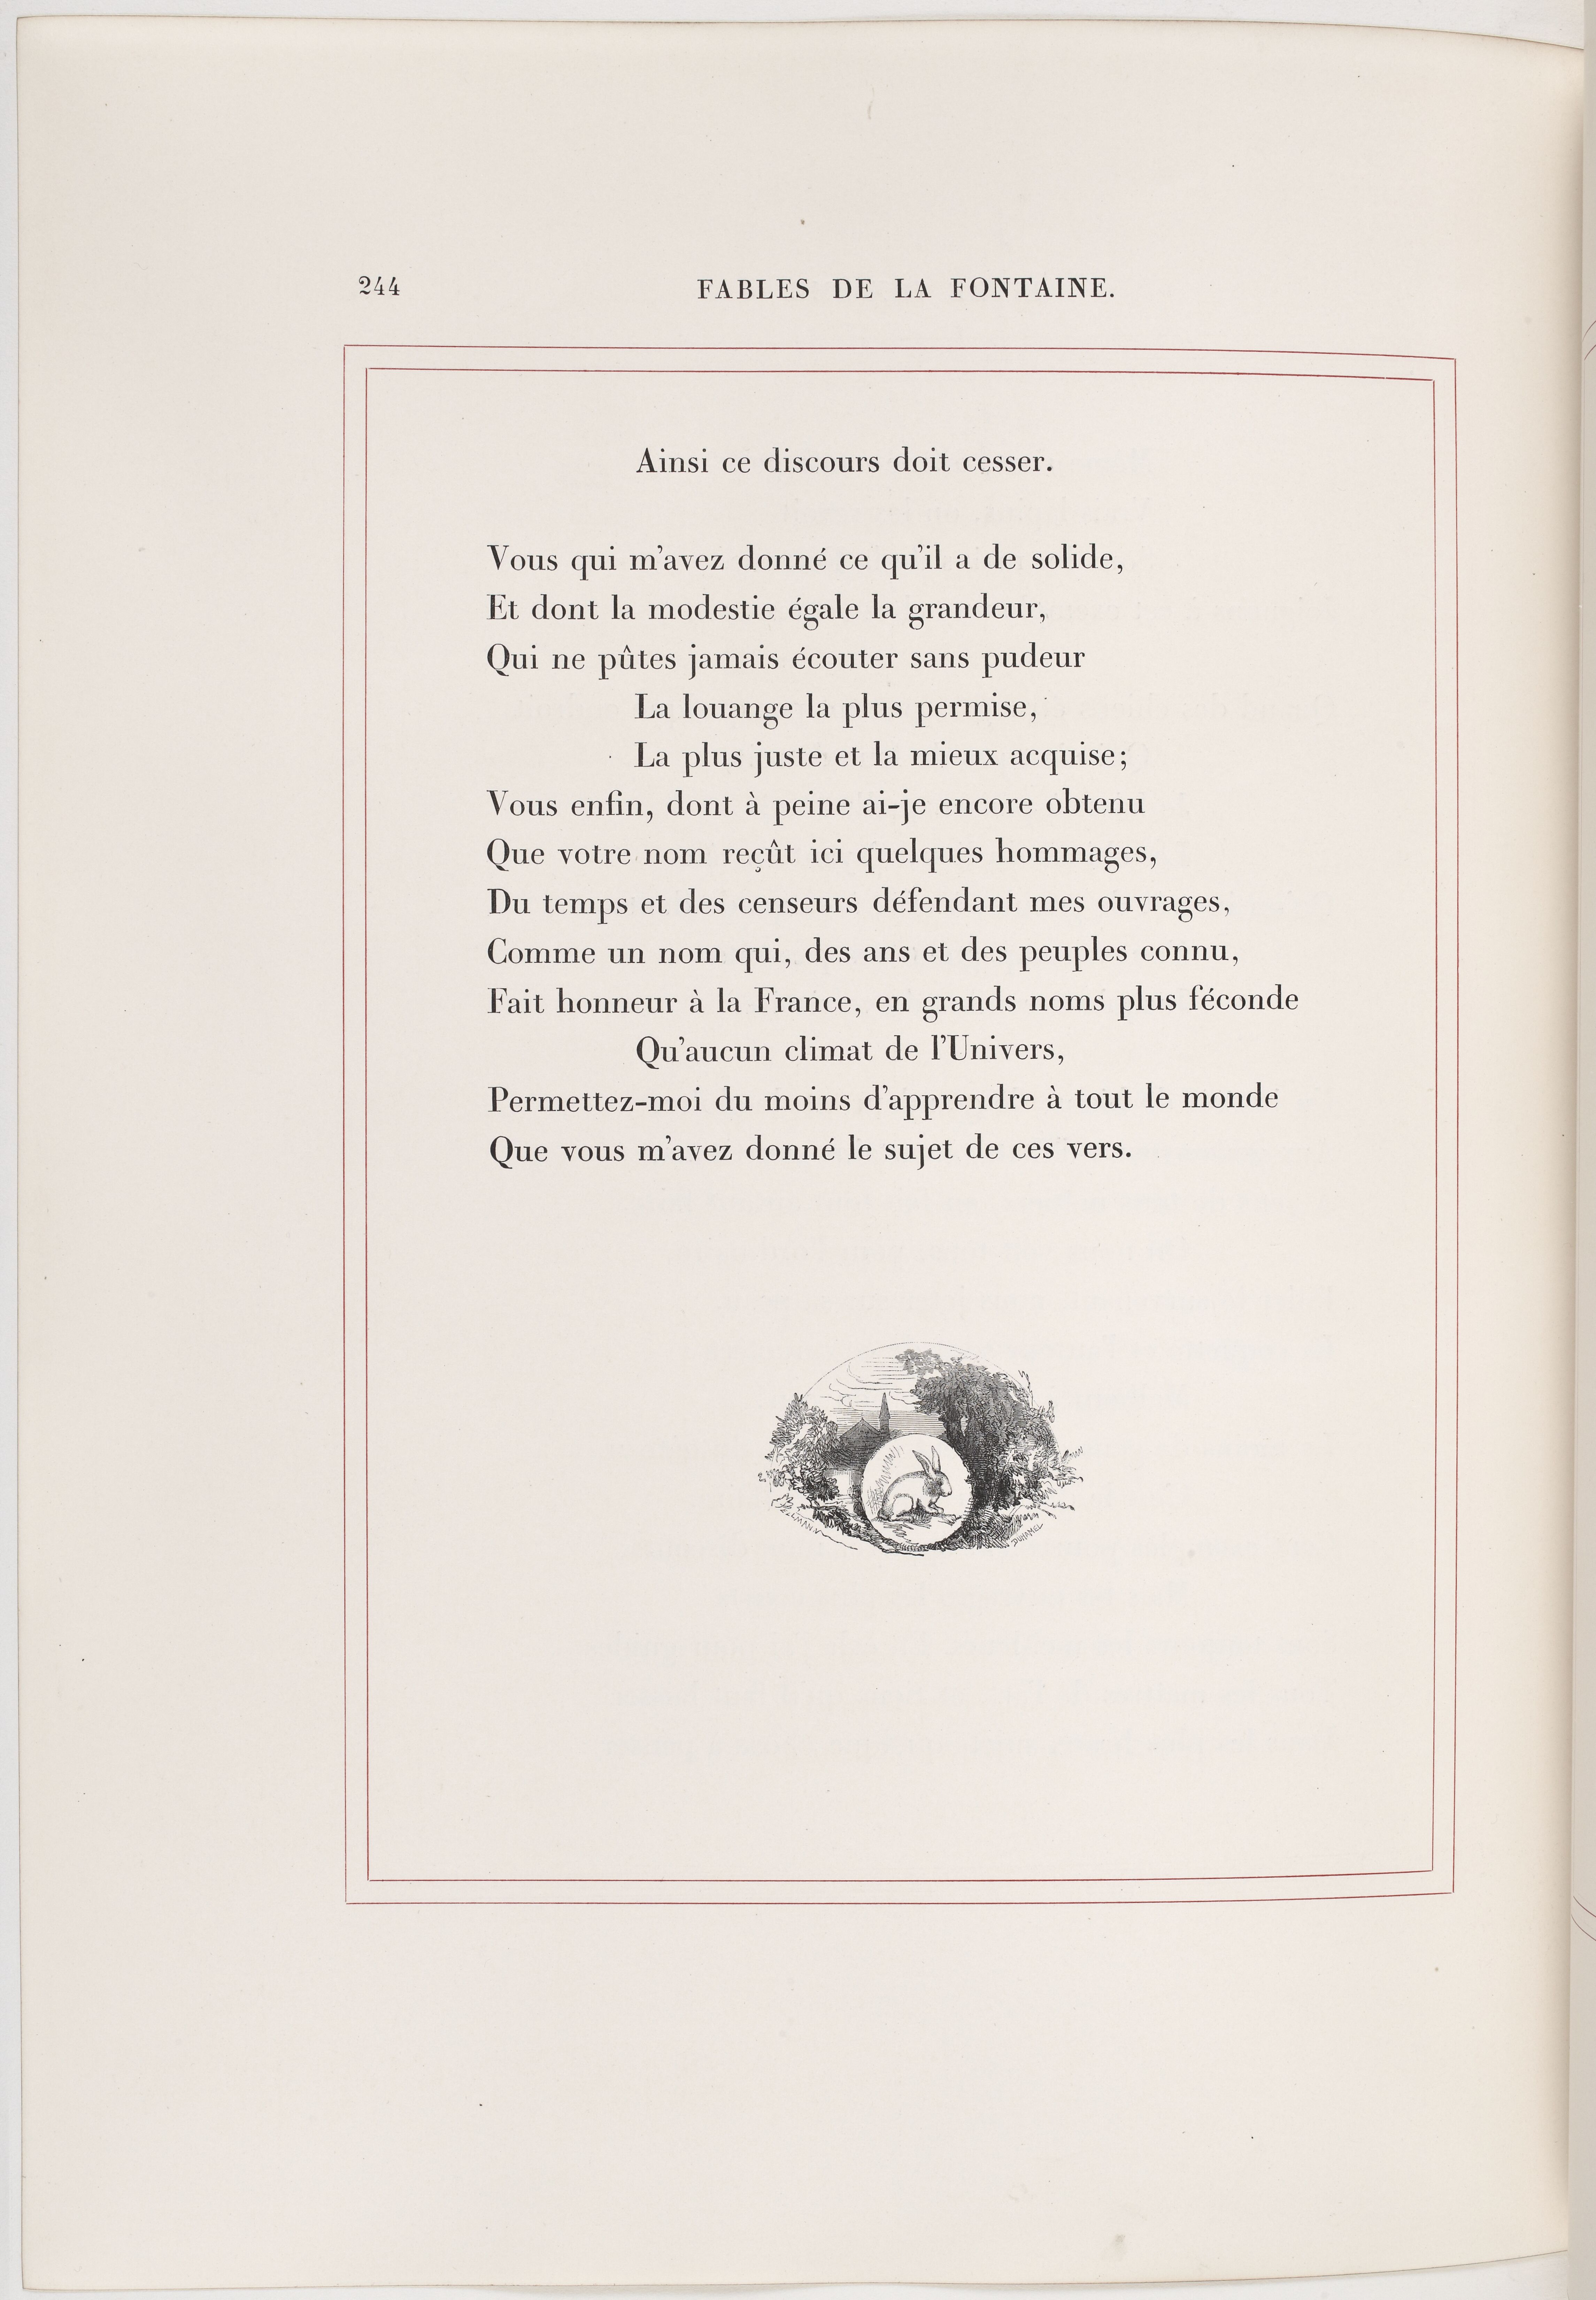 244
FABLES DE LA FONTAINE.
Ainsi ce discours doit cesser.
Vous qui m'avez donné ce qu'il a de solide,
Et dont la modestie égale la grandeur,
Qui ne pûtes jamais écouter sans pudeur
La louange la plus permise,
La plus juste et la mieux acquise;
Vous enfin, dont à peine ai-je encore obtenu
Que votre nom reçût ici quelques hommages,
Du temps et des censeurs défendant mes ouvrages,
Comme un nom qui, des ans et des peuples connu,
Fait honneur à la France, en grands noms plus féconde
Qu'aucun climat de l'Univers,
Permettez-moi du moins d'apprendre à tout le monde
Que vous m'avez donné le sujet de ces vers.
DUHAMEL